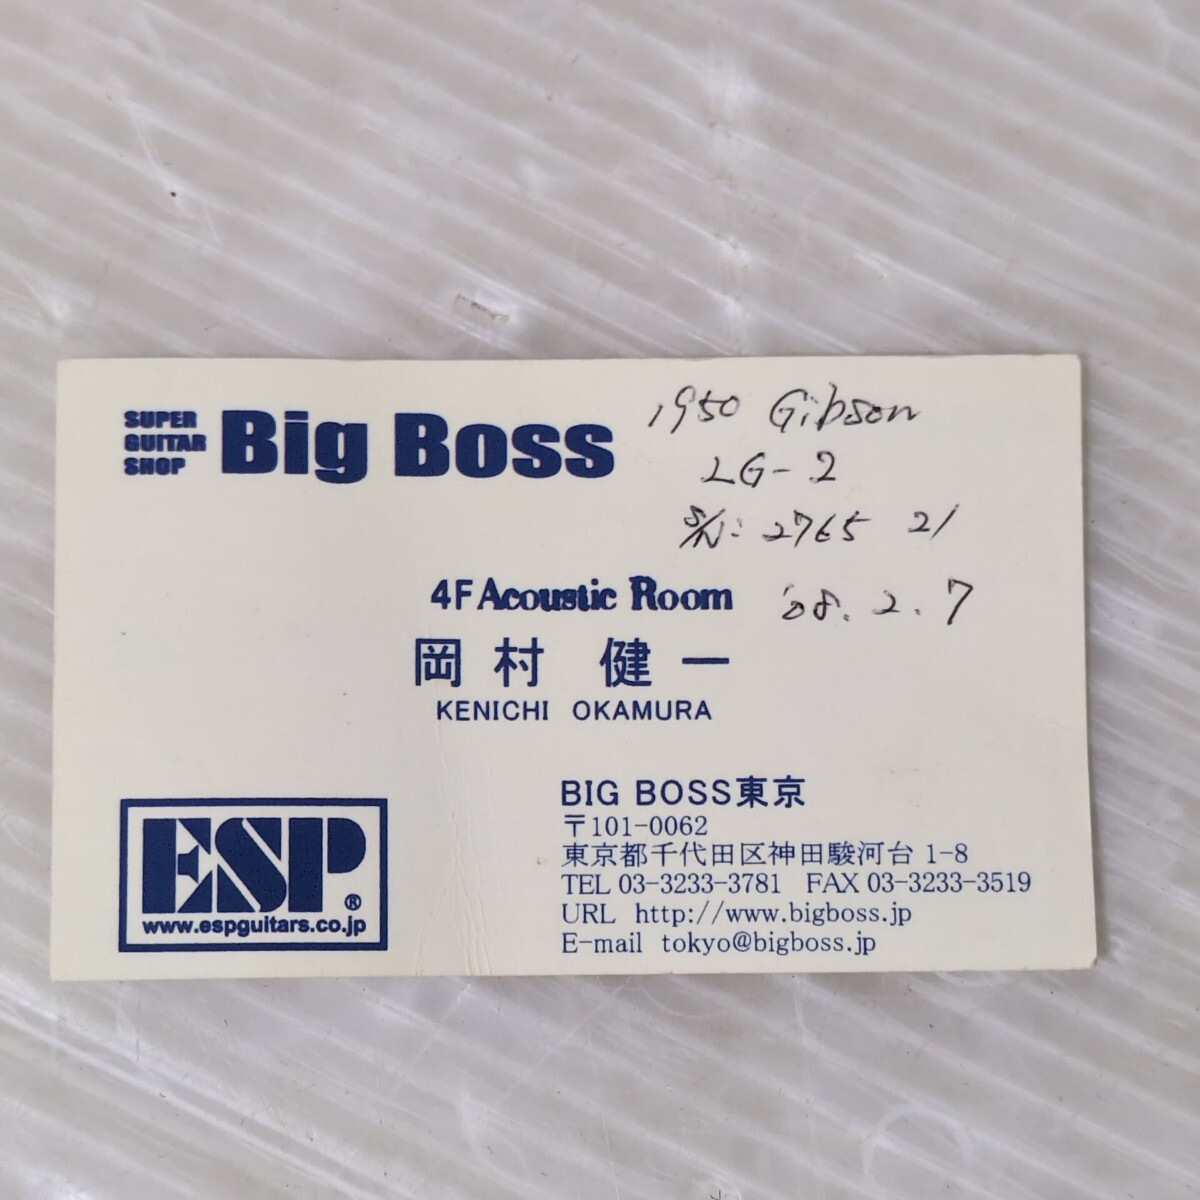 SUPER
GUITAR
SHOP
Big Boss
1950 Gibson
LG-2
S/N: 2765 21
'08. 2. 7
4F Acoustic Room
岡村 健一
KENICHI OKAMURA
ESP®
www.espguitars.co.jp
BIG BOSS東京
〒101-0062
東京都千代田区神田駿河台 1-8
TEL 03-3233-3781 FAX 03-3233-3519
URL http://www.bigboss.jp
E-mail tokyo@bigboss.jp